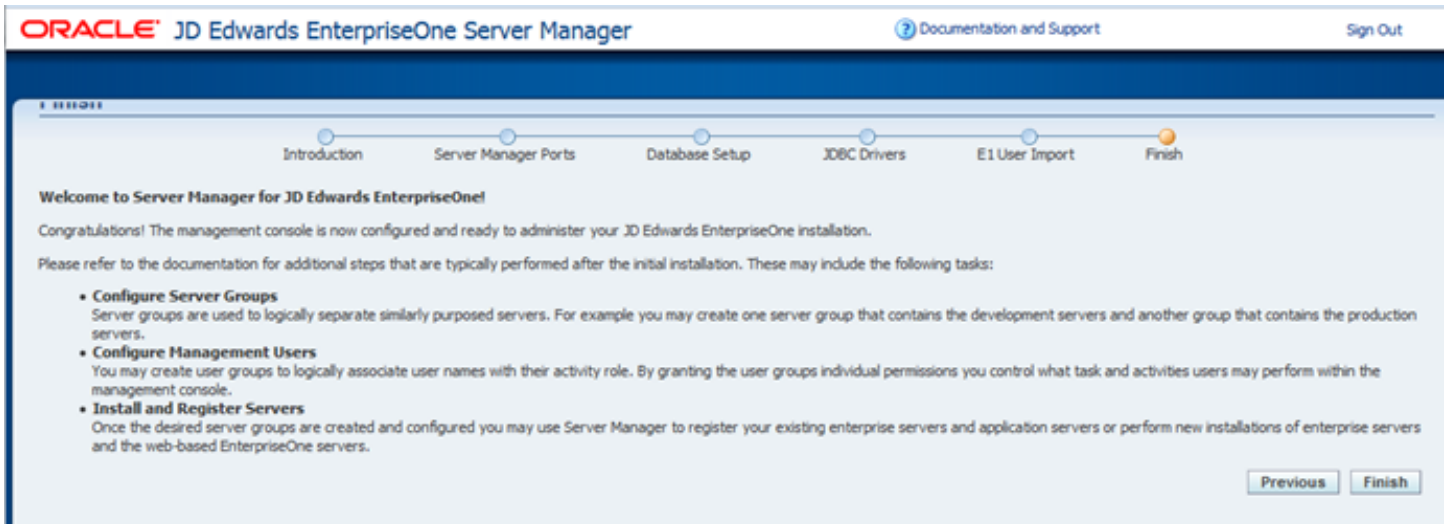 ORACLE JD Edwards EnterpriseOne Server Manager
Documentation and Support
Sign Out
Finish
Introduction
Server Manager Ports
Database Setup
JDBC Drivers
E1 User Import
Finish
Welcome to Server Manager for JD Edwards EnterpriseOne!
Congratulations! The management console is now configured and ready to administer your JD Edwards EnterpriseOne installation.
Please refer to the documentation for additional steps that are typically performed after the initial installation. These may include the following tasks:
• Configure Server Groups
Server groups are used to logically separate similarly purposed servers. For example you may create one server group that contains the development servers and another group that contains the production
servers.
• Configure Management Users
You may create user groups to logically associate user names with their activity role. By granting the user groups individual permissions you control what task and activities users may perform within the
management console.
• Install and Register Servers
Once the desired server groups are created and configured you may use Server Manager to register your existing enterprise servers and application servers or perform new installations of enterprise servers
and the web-based EnterpriseOne servers.
Previous
Finish